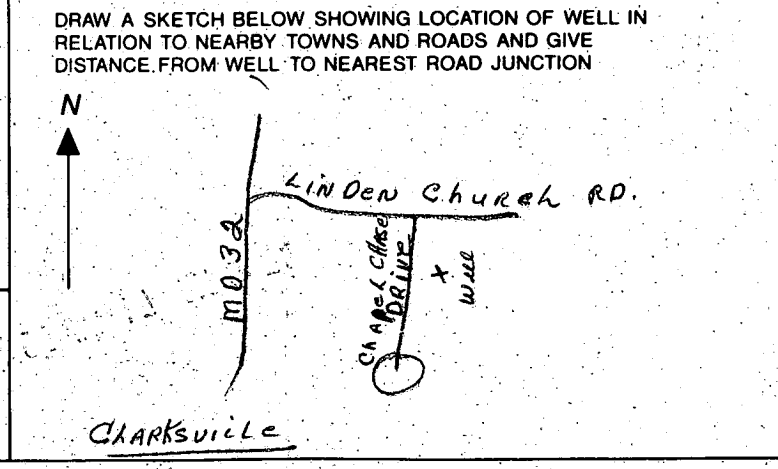 DRAW A SKETCH BELOW SHOWING LOCATION OF WELL IN
RELATION TO NEARBY TOWNS AND ROADS AND GIVE
DISTANCE FROM WELL TO NEAREST ROAD JUNCTION
N
LINDEN Church RD.
MD 32
Chapel Chase
DRIVE
X
Well
CLARKSVILLE